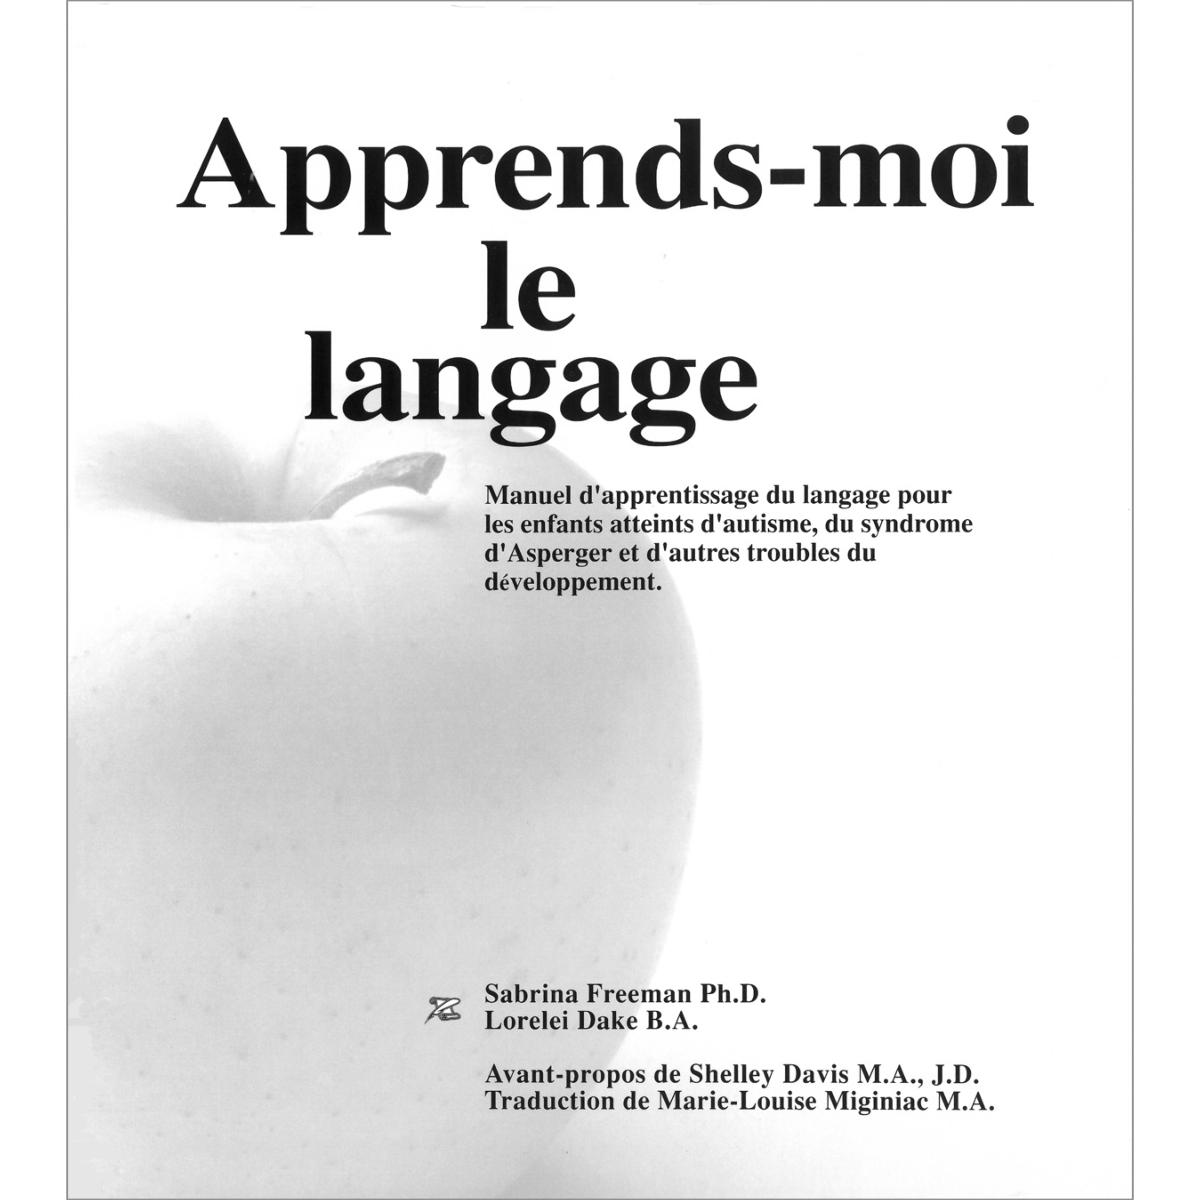 Apprends-moi
le
langage
Manuel d'apprentissage du langage pour
les enfants atteints d'autisme, du syndrome
d'Asperger et d'autres troubles du
développement.
Sabrina Freeman Ph.D.
Lorelei Dake B.A.
Avant-propos de Shelley Davis M.A., J.D.
Traduction de Marie-Louise Miginiac M.A.